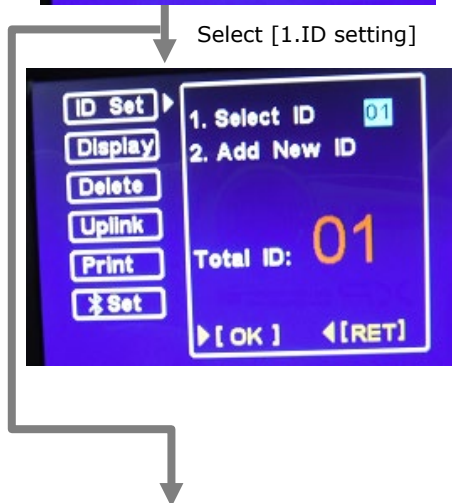 Select [1.ID setting]
ID Set
1. Select ID 01
Display
2. Add New ID
Delete
Uplink
Print
Total ID: 01
Set
[OK] [RET]